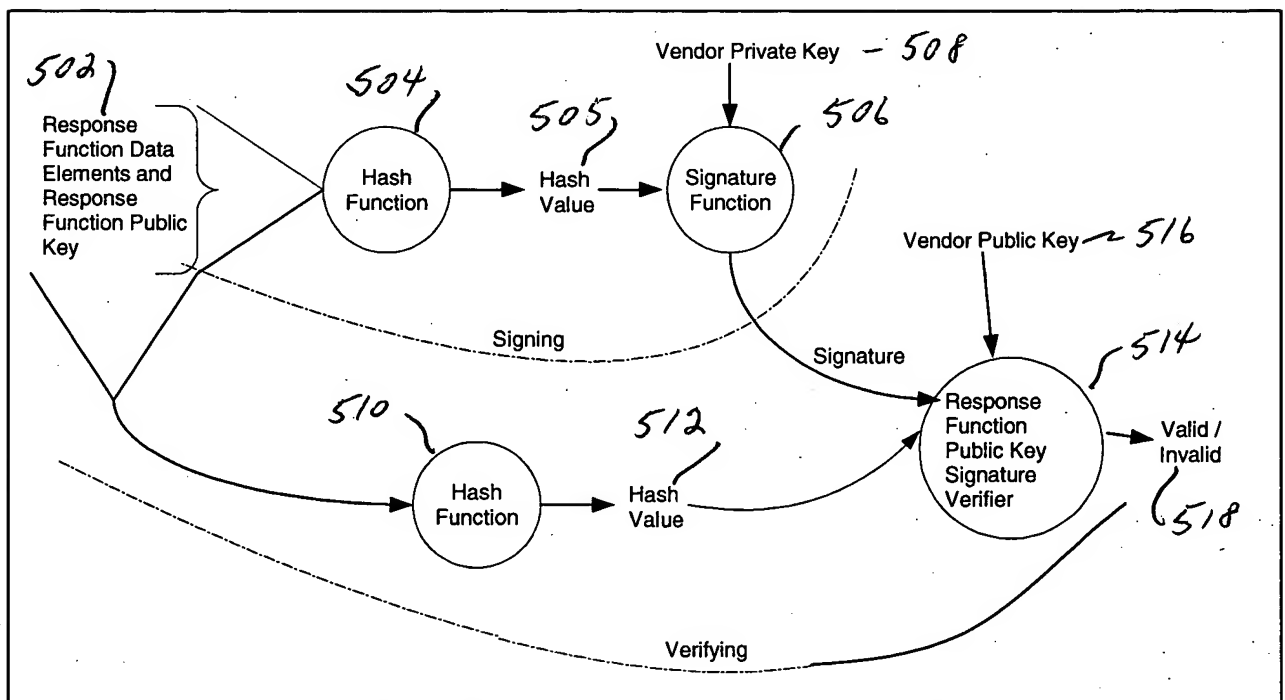 502
Response
Function Data
Elements and
Response
Function Public
Key
504
Hash
Function
505
Hash
Value
Vendor Private Key - 508
506
Signature
Function
Vendor Public Key 516
Signing
Signature
514
Response
Function
Public Key
Signature
Verifier
Valid /
Invalid
518
510
Hash
Function
512
Hash
Value
Verifying